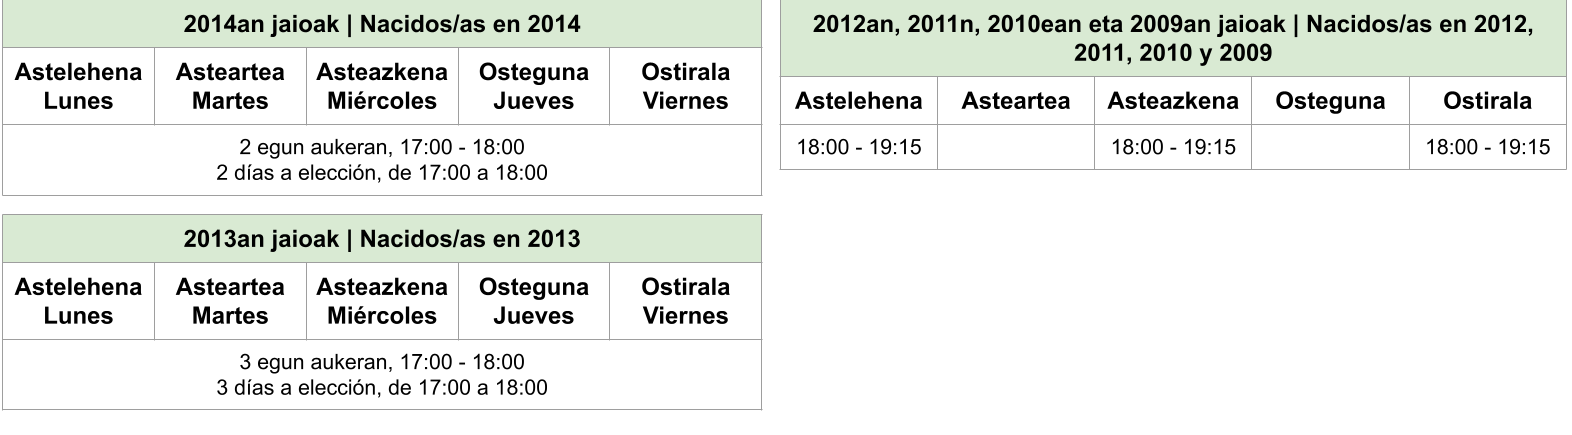 2014an jaioak | Nacidos/as en 2014
Astelehena Asteartea Asteazkena Osteguna Ostirala
Lunes Martes Miércoles Jueves Viernes
2 egun aukeran, 17:00 - 18:00
2 días a elección, de 17:00 a 18:00
2013an jaioak | Nacidos/as en 2013
Astelehena Asteartea Asteazkena Osteguna Ostirala
Lunes Martes Miércoles Jueves Viernes
3 egun aukeran, 17:00 - 18:00
3 días a elección, de 17:00 a 18:00
2012an, 2011n, 2010ean eta 2009an jaioak | Nacidos/as en 2012,
2011, 2010 y 2009
Astelehena Asteartea Asteazkena Osteguna Ostirala
18:00 - 19:15 18:00 - 19:15 18:00 - 19:15